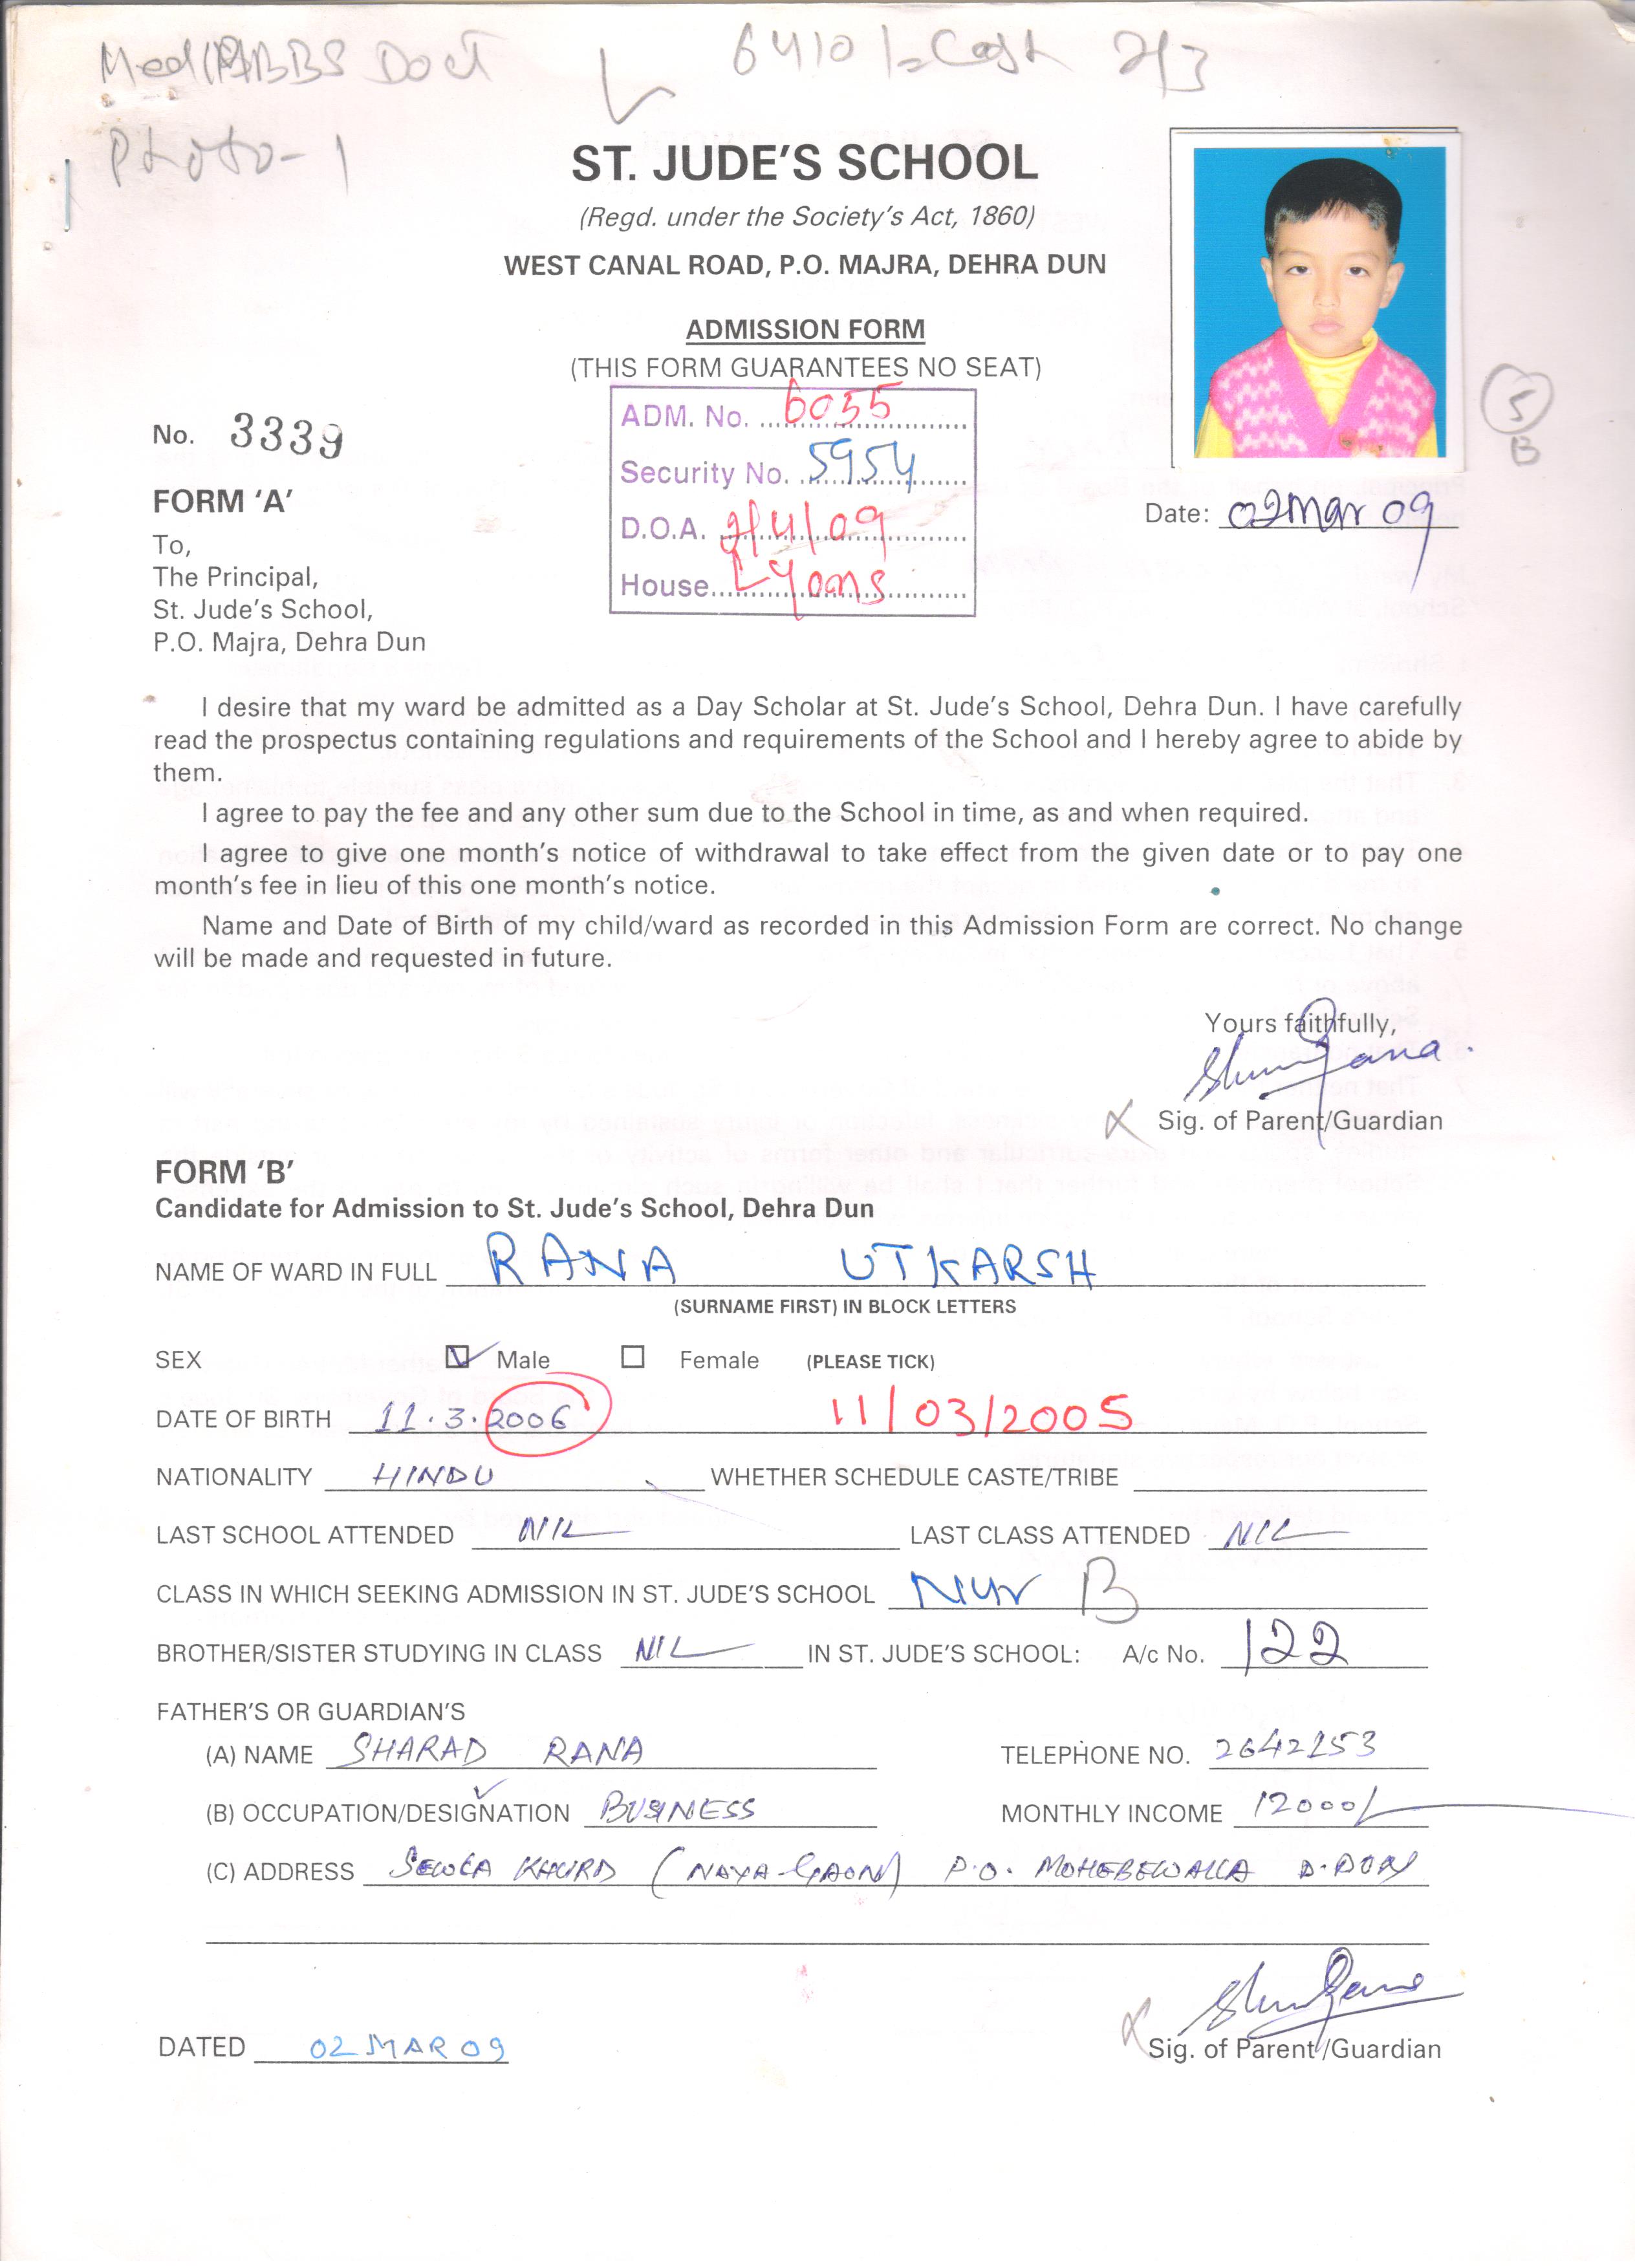 Med(MBBS Doct
6410/= Cash 2/3
Photo-1
ST. JUDE'S SCHOOL
(Regd. under the Society's Act, 1860)
WEST CANAL ROAD, P.O. MAJRA, DEHRA DUN
ADMISSION FORM
(THIS FORM GUARANTEES NO SEAT)
5
B
ADM. No. 6055
Security No. 5954
D.O.A. 2/4/09
House Lyons
No. 3339
Date: 02 Mar 09
FORM 'A'
To,
The Principal,
St. Jude's School,
P.O. Majra, Dehra Dun
I desire that my ward be admitted as a Day Scholar at St. Jude's School, Dehra Dun. I have carefully
read the prospectus containing regulations and requirements of the School and I hereby agree to abide by
them.
I agree to pay the fee and any other sum due to the School in time, as and when required.
I agree to give one month's notice of withdrawal to take effect from the given date or to pay one
month's fee in lieu of this one month's notice.
Name and Date of Birth of my child/ward as recorded in this Admission Form are correct. No change
will be made and requested in future.
Yours faithfully,
Sig. of Parent/Guardian
FORM 'B'
Candidate for Admission to St. Jude's School, Dehra Dun
NAME OF WARD IN FULL RANA UTKARSH
(SURNAME FIRST) IN BLOCK LETTERS
SEX Male Female (PLEASE TICK)
DATE OF BIRTH 11.3.2006 11/03/2005
NATIONALITY HINDU WHETHER SCHEDULE CASTE/TRIBE
LAST SCHOOL ATTENDED NIL LAST CLASS ATTENDED NIL
CLASS IN WHICH SEEKING ADMISSION IN ST. JUDE'S SCHOOL Nur B
BROTHER/SISTER STUDYING IN CLASS NIL IN ST. JUDE'S SCHOOL: A/c No. 122
FATHER'S OR GUARDIAN'S
(A) NAME SHARAD RANA TELEPHONE NO. 2642153
(B) OCCUPATION/DESIGNATION BUSINESS MONTHLY INCOME 12000/
(C) ADDRESS SEWLA KHURD (NAYA-GAON) P.O. MOHEBEWALLA D.DON
DATED 02 MAR 09
Sig. of Parent/Guardian